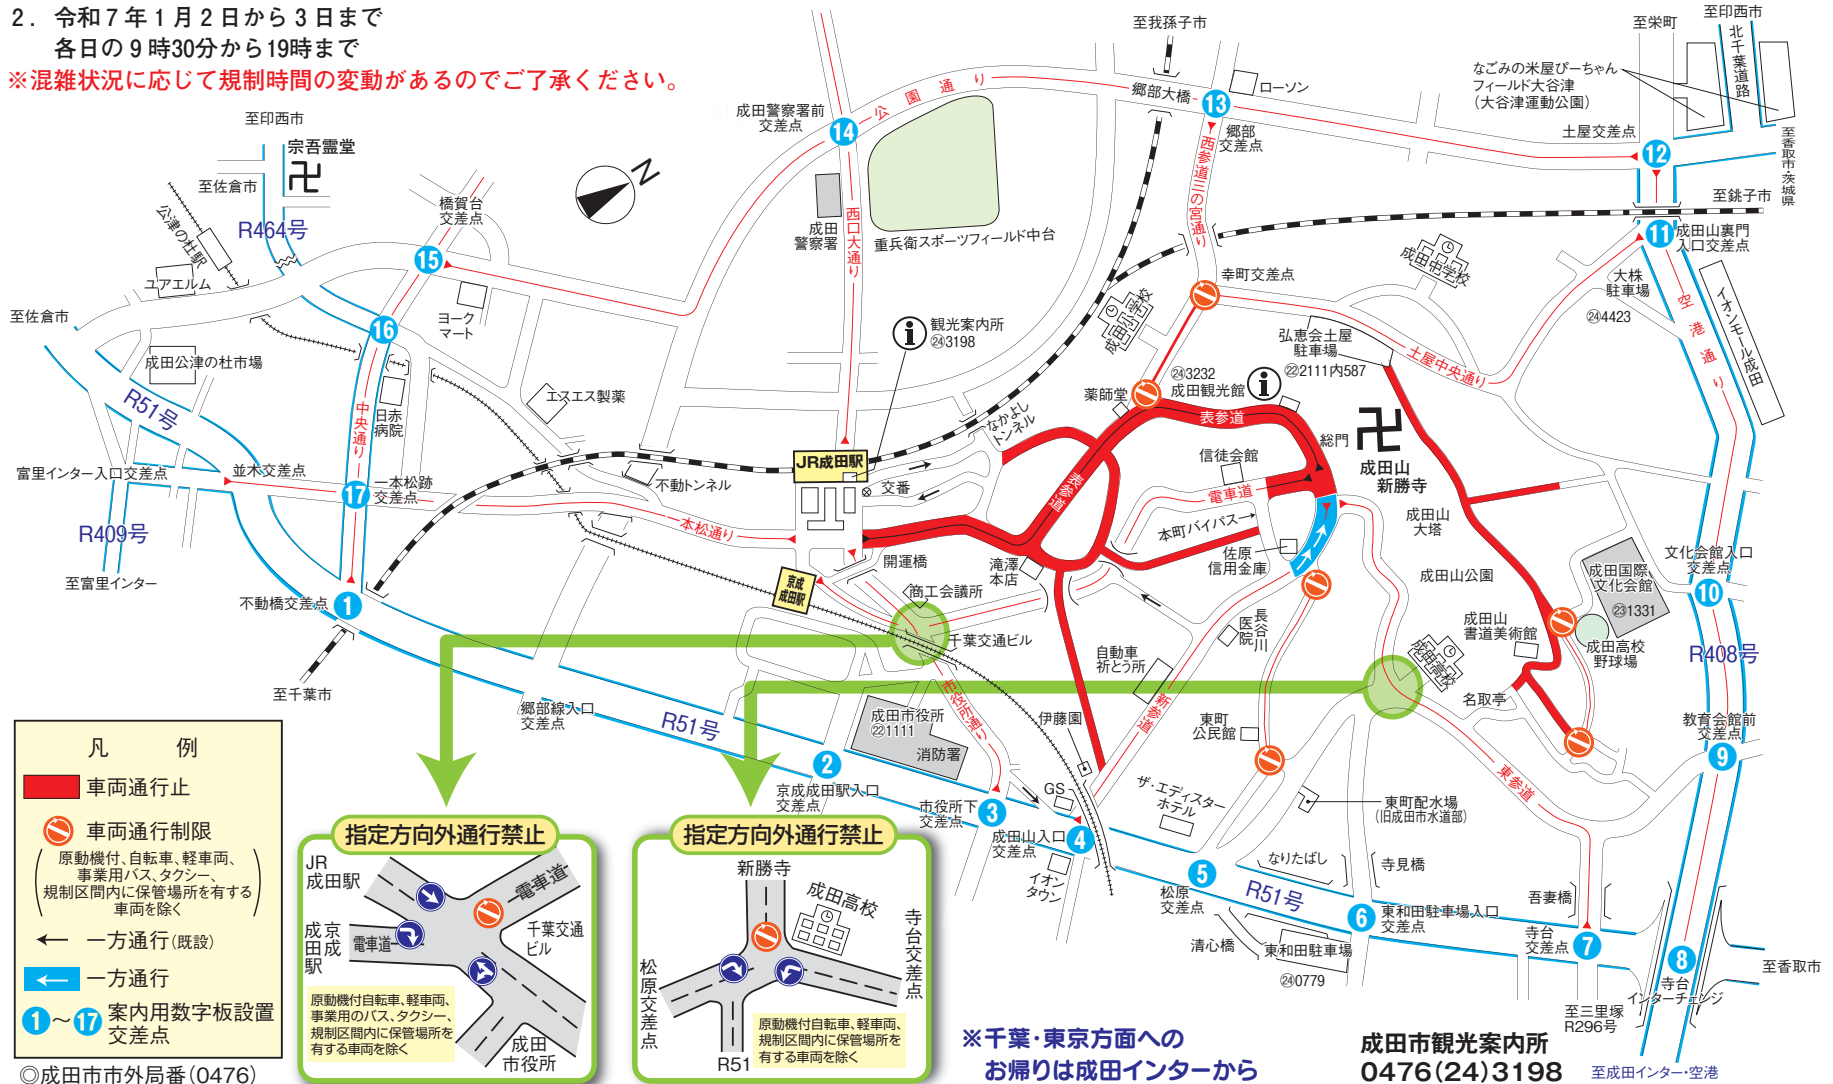 2．令和7年1月2日から3日まで
各日の9時30分から19時まで
※混雑状況に応じて規制時間の変動があるのでご了承ください。
至我孫子市
至栄町
至印西市
北千葉道路
なごみの米屋ぴーちゃん
フィールド大谷津
（大谷津運動公園）
ローソン
郷部大橋
13
郷部
交差点
土屋交差点
12
至香取市・茨城県
至銚子市
成田警察署前
交差点
14
公園通り
至印西市
宗吾霊堂
卍
至佐倉市
公津の杜駅
R464号
橋賀台
交差点
15
N
成田
警察署
西口大通り
重兵衛スポーツフィールド中台
西参道三の宮通り
幸町交差点
成田小学校
成田中学校
11
成田山裏門
入口交差点
大株
駐車場
㉔4423
空港通り
イオンモール成田
ユアエルム
至佐倉市
ヨーク
マート
16
観光案内所
㉔3198
弘恵会土屋
駐車場
㉒2111内587
土屋中央通り
㉔3232
成田観光館
薬師堂
表参道
総門
卍
成田山
新勝寺
成田公津の杜市場
R51号
中央通り
日赤
病院
エスエス製薬
なかよし
トンネル
富里インター入口交差点
並木交差点
17
一本松跡
交差点
不動トンネル
JR成田駅
交番
表参道
信徒会館
電車道
本町バイパス→
成田山
大塔
R409号
至富里インター
本松通り
開運橋
滝澤
本店
佐原
信用金庫
成田山公園
成田国際
文化会館
㉓1331
文化会館入口
交差点
10
不動橋交差点
1
京成
成田駅
商工会議所
千葉交通ビル
長谷川
医院
成田山
書道美術館
成田高校
野球場
R408号
至千葉市
郷部線入口
交差点
R51号
市役所通り
自動車
祈とう所
新参道
成田高校
名取亭
成田市役所
㉒1111
消防署
伊藤園
東町
公民館
教育会館前
交差点
9
2
京成成田駅入口
交差点
市役所下
交差点
3
GS
成田山入口
交差点
4
ザ・エディスター
ホテル
東町配水場
（旧成田市水道部）
東参道
イオン
タウン
5
松原
交差点
なりたばし
R51号
寺見橋
6
東和田駐車場入口
交差点
清心橋
東和田駐車場
㉔0779
吾妻橋
寺台
交差点
7
8
寺台
インターチェンジ
至香取市
至三里塚
R296号
至成田インター・空港
凡例
車両通行止
車両通行制限
（原動機付、自転車、軽車両、
事業用バス、タクシー、
規制区間内に保管場所を有する
車両を除く）
← 一方通行（既設）
← 一方通行
1～17 案内用数字板設置
交差点
◎成田市市外局番（0476）
指定方向外通行禁止
JR
成田駅
電車道
京成
成田駅
電車道
千葉交通
ビル
原動機付自転車、軽車両、
事業用のバス、タクシー、
規制区間内に保管場所を
有する車両を除く
成田
市役所
指定方向外通行禁止
新勝寺
成田高校
寺台交差点
松原交差点
R51
原動機付自転車、軽車両、
規制区間内に保管場所を
有する車両を除く
※千葉・東京方面への
お帰りは成田インターから
成田市観光案内所
0476（24）3198